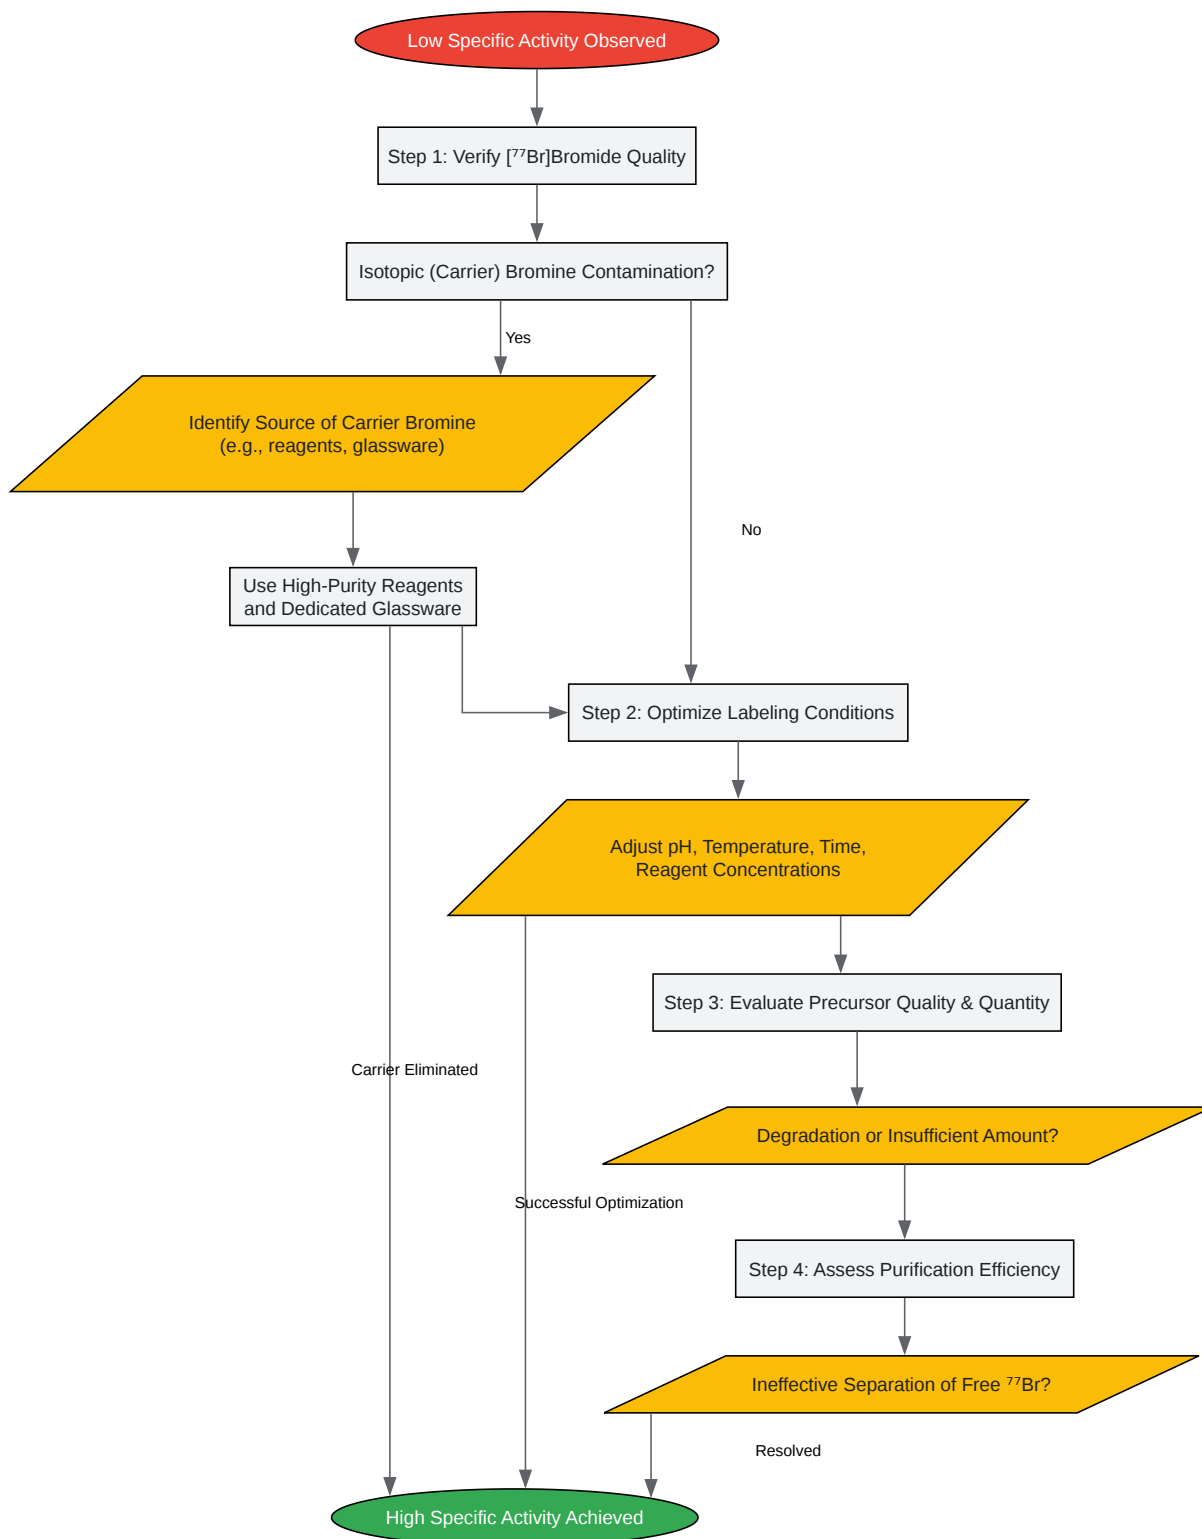 Low Specific Activity Observed
Step 1: Verify [⁷⁷Br]Bromide Quality
Isotopic (Carrier) Bromine Contamination?
Yes
Identify Source of Carrier Bromine
(e.g., reagents, glassware)
No
Use High-Purity Reagents
and Dedicated Glassware
Step 2: Optimize Labeling Conditions
Adjust pH, Temperature, Time,
Reagent Concentrations
Step 3: Evaluate Precursor Quality & Quantity
Carrier Eliminated
Degradation or Insufficient Amount?
Successful Optimization
Step 4: Assess Purification Efficiency
Ineffective Separation of Free ⁷⁷Br?
Resolved
High Specific Activity Achieved